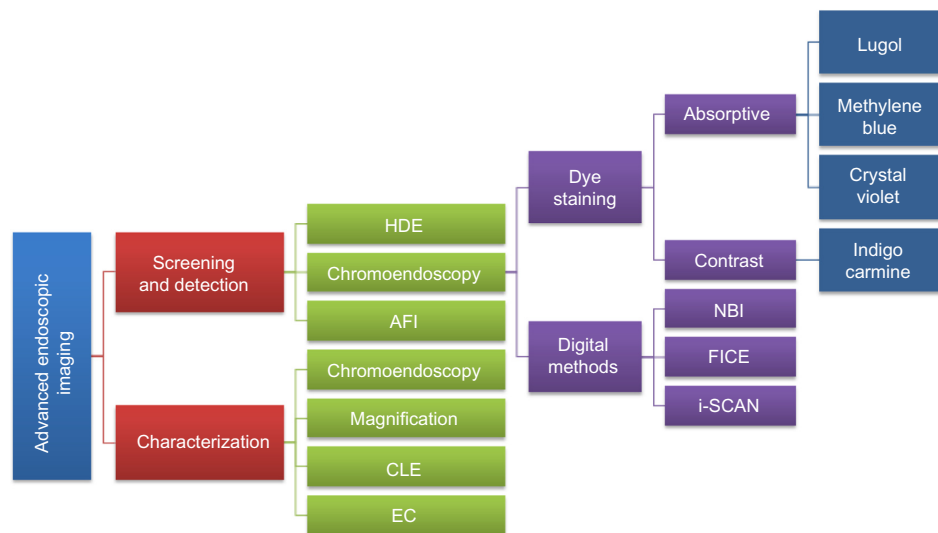 Advanced endoscopic
imaging
Screening
and detection
Characterization
HDE
Chromoendoscopy
AFI
Chromoendoscopy
Magnification
CLE
EC
Dye
staining
Digital
methods
Absorptive
Contrast
NBI
FICE
i-SCAN
Lugol
Methylene
blue
Crystal
violet
Indigo
carmine